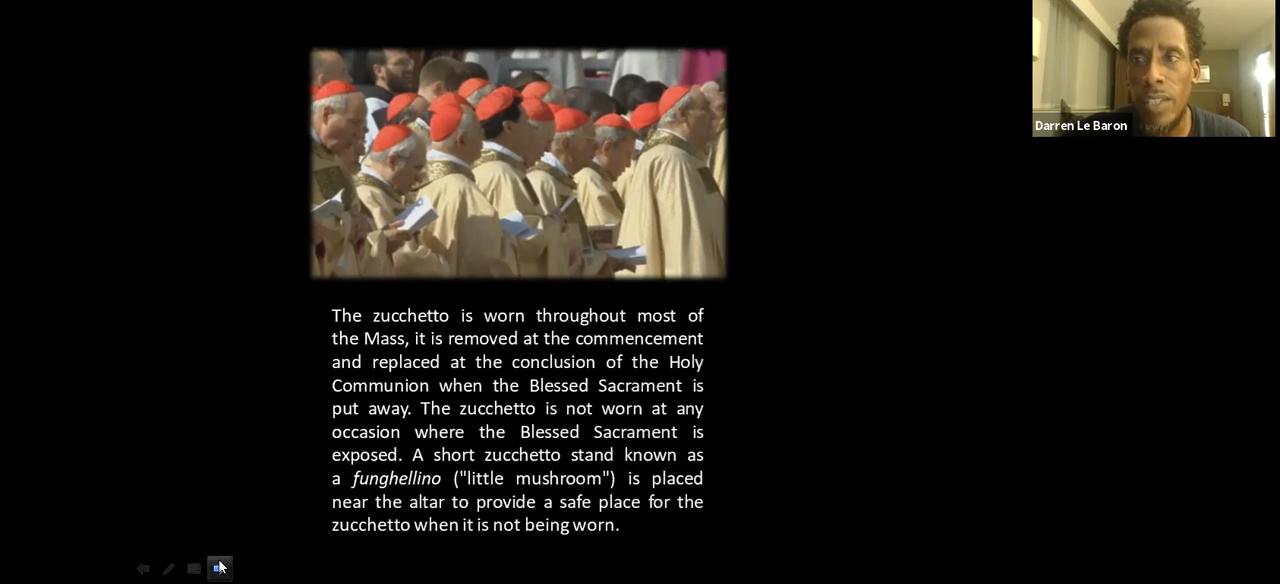 Darren Le Baron
The zucchetto is worn throughout most of
the Mass, it is removed at the commencement
and replaced at the conclusion of the Holy
Communion when the Blessed Sacrament is
put away. The zucchetto is not worn at any
occasion where the Blessed Sacrament is
exposed. A short zucchetto stand known as
a funghellino ("little mushroom") is placed
near the altar to provide a safe place for the
zucchetto when it is not being worn.